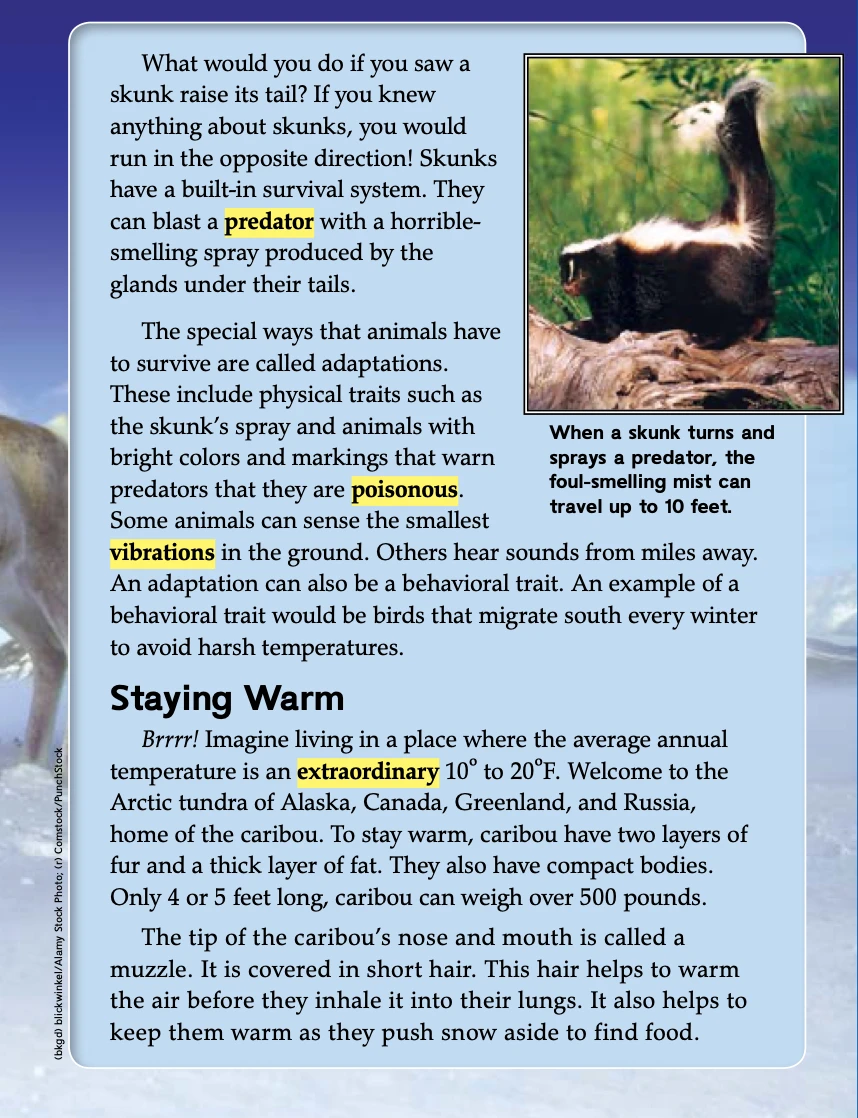 What would you do if you saw a
skunk raise its tail? If you knew
anything about skunks, you would
run in the opposite direction! Skunks
have a built-in survival system. They
can blast a predator with a horrible-
smelling spray produced by the
glands under their tails.
The special ways that animals have
to survive are called adaptations.
These include physical traits such as
the skunk’s spray and animals with
bright colors and markings that warn
predators that they are poisonous.
Some animals can sense the smallest
vibrations in the ground. Others hear sounds from miles away.
An adaptation can also be a behavioral trait. An example of a
behavioral trait would be birds that migrate south every winter
to avoid harsh temperatures.
When a skunk turns and
sprays a predator, the
foul-smelling mist can
travel up to 10 feet.
Staying Warm
Brrrr! Imagine living in a place where the average annual
temperature is an extraordinary 10° to 20°F. Welcome to the
Arctic tundra of Alaska, Canada, Greenland, and Russia,
home of the caribou. To stay warm, caribou have two layers of
fur and a thick layer of fat. They also have compact bodies.
Only 4 or 5 feet long, caribou can weigh over 500 pounds.
The tip of the caribou’s nose and mouth is called a
muzzle. It is covered in short hair. This hair helps to warm
the air before they inhale it into their lungs. It also helps to
keep them warm as they push snow aside to find food.
(bkgd) blickwinkel/Alamy Stock Photo; (r) Comstock/PunchStock